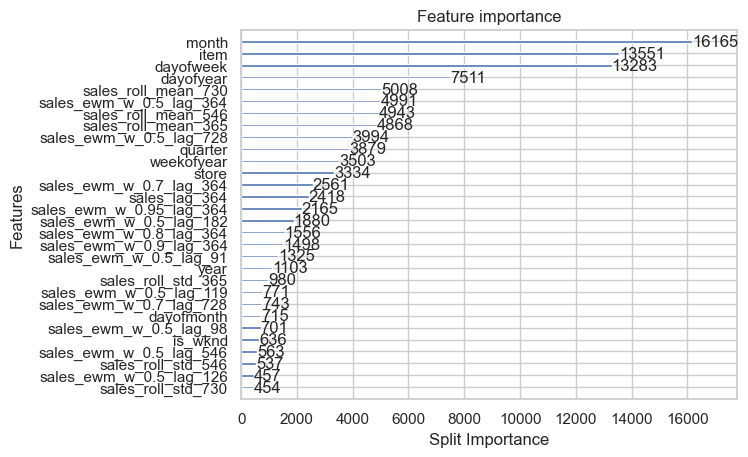 Feature importance
month 16165
item 13551
dayofweek 13283
dayofyear 7511
sales_roll_mean_730 5008
sales_ewm_w_0.5_lag_364 4991
sales_roll_mean_546 4943
sales_roll_mean_365 4868
sales_ewm_w_0.5_lag_728 3994
quarter 3879
weekofyear 3503
store 3334
sales_ewm_w_0.7_lag_364 2561
sales_lag_364 2418
sales_ewm_w_0.95_lag_364 2165
sales_ewm_w_0.5_lag_182 1880
sales_ewm_w_0.8_lag_364 1556
sales_ewm_w_0.9_lag_364 1498
sales_ewm_w_0.5_lag_91 1325
year 1103
sales_roll_std_365 980
sales_ewm_w_0.5_lag_119 771
sales_ewm_w_0.7_lag_728 743
dayofmonth 715
sales_ewm_w_0.5_lag_98 701
is_wknd 636
sales_ewm_w_0.5_lag_546 563
sales_roll_std_546 537
sales_ewm_w_0.5_lag_126 457
sales_roll_std_730 454
Features
0 2000 4000 6000 8000 10000 12000 14000 16000
Split Importance